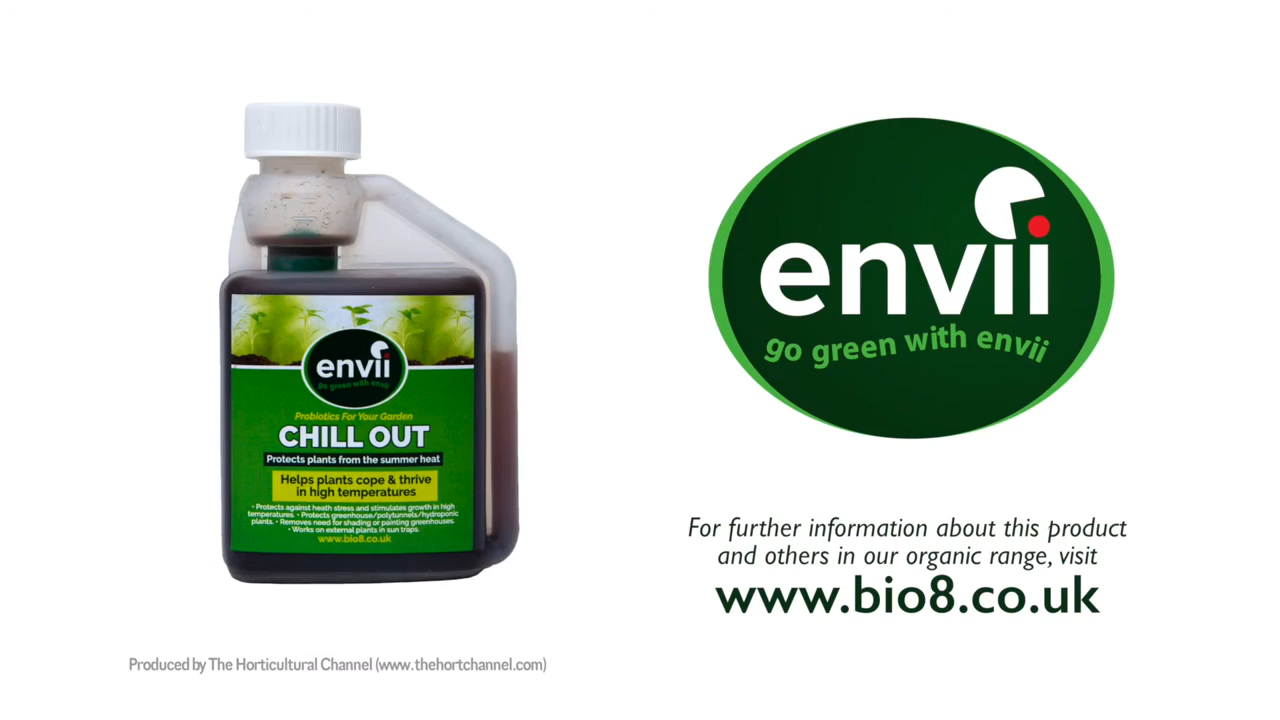 envii
go green with envii
Probiotics For Your Garden
CHILL OUT
Protects plants from the summer heat
Helps plants cope & thrive
in high temperatures
• Protects against heath stress and stimulates growth in high
temperatures. • Protects greenhouse/polytunnels/hydroponic
plants. • Removes need for shading or painting greenhouses.
• Works on external plants in sun traps.
www.bio8.co.uk
envii
go green with envii
For further information about this product
and others in our organic range, visit
www.bio8.co.uk
Produced by The Horticultural Channel (www.thehortchannel.com)